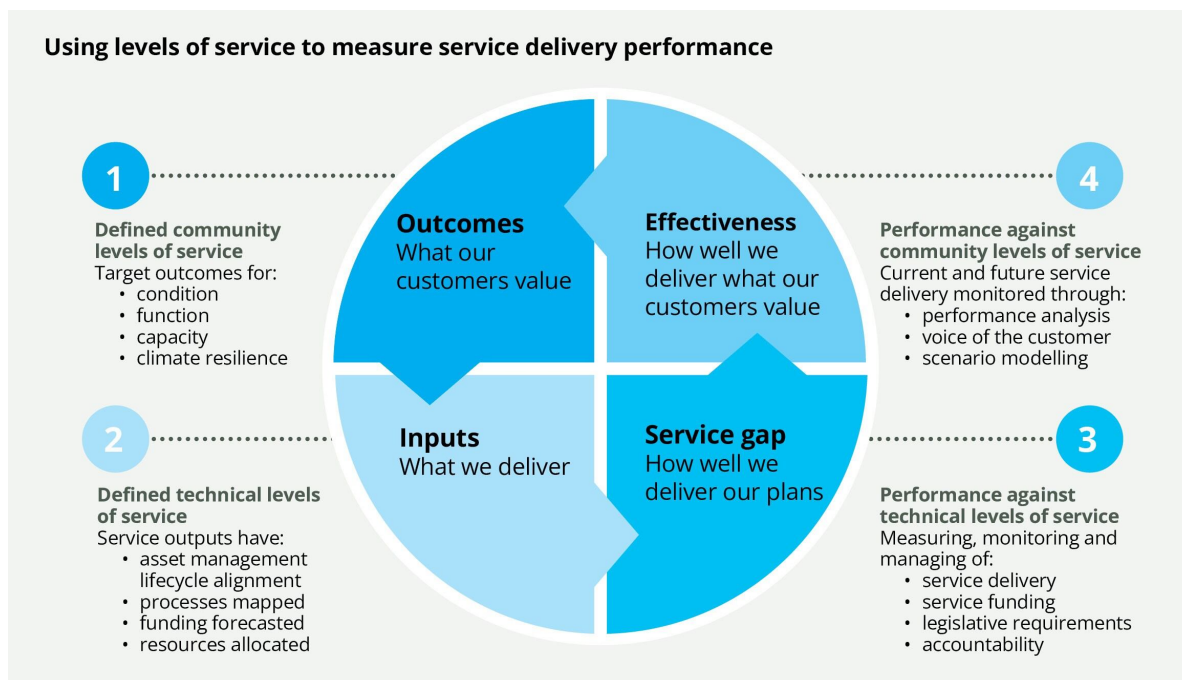 Using levels of service to measure service delivery performance
1
Defined community
levels of service
Target outcomes for:
• condition
• function
• capacity
• climate resilience
Outcomes
What our
customers value
2
Defined technical levels
of service
Service outputs have:
• asset management
lifecycle alignment
• processes mapped
• funding forecasted
• resources allocated
Inputs
What we deliver
Service gap
How well we
deliver our plans
3
Performance against
technical levels of service
Measuring, monitoring and
managing of:
• service delivery
• service funding
• legislative requirements
• accountability
Effectiveness
How well we
deliver what our
customers value
4
Performance against
community levels of service
Current and future service
delivery monitored through:
• performance analysis
• voice of the customer
• scenario modelling